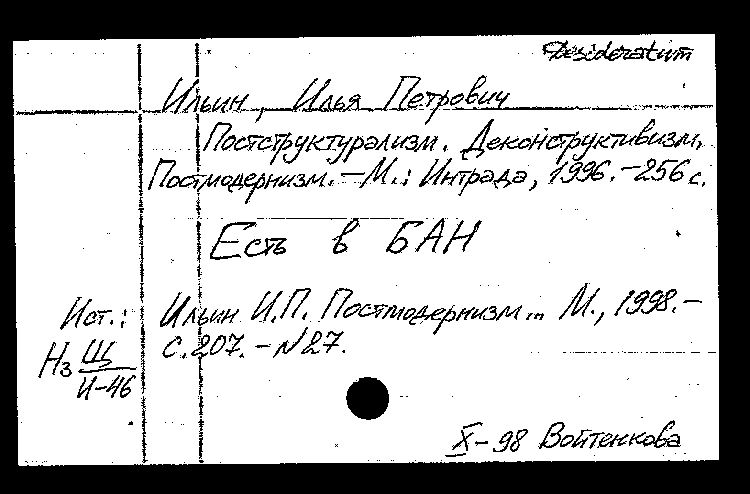 Desideratum
Ильин, Илья Петрович
Постструктурализм. Деконструктивизм.
Постмодернизм. – М.: Интрада, 1996. – 256 с.
Есть в БАН
Ист.: Ильин И.П. Постмодернизм... М., 1998. –
С. 207. – N 27.
Нз Щ/И-46
X – 98 Войтенкова